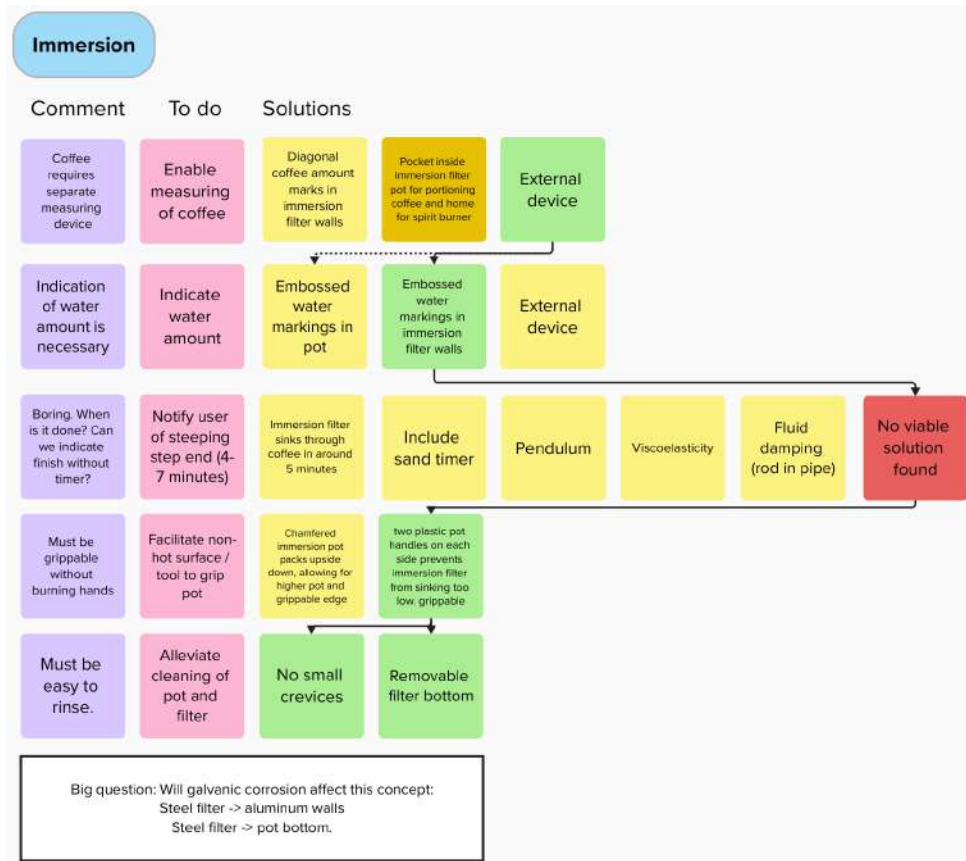 Immersion
Comment
To do
Solutions
Coffee
requires
separate
measuring
device
Enable
measuring
of coffee
Diagonal
coffee amount
marks in
immersion
filter walls
Pocket inside
immersion filter
pot for portioning
coffee and home
for spirit burner
External
device
Indication
of water
amount is
necessary
Indicate
water
amount
Embossed
water
markings in
pot
Embossed
water
markings in
immersion
filter walls
External
device
Boring. When
is it done? Can
we indicate
finish without
timer?
Notify user
of steeping
step end (4-
7 minutes)
Immersion filter
sinks through
coffee in around
5 minutes
Include
sand timer
Pendulum
Viscoelasticity
Fluid
damping
(rod in pipe)
No viable
solution
found
Must be
grippable
without
burning hands
Facilitate non-
hot surface /
tool to grip
pot
Chamfered
immersion pot
packs upside
down, allowing for
higher pot and
grippable edge
two plastic pot
handles on each
side prevents
immersion filter
from sinking too
low. grippable
Must be
easy to
rinse.
Alleviate
cleaning of
pot and
filter
No small
crevices
Removable
filter bottom
Big question: Will galvanic corrosion affect this concept:
Steel filter -> aluminum walls
Steel filter -> pot bottom.